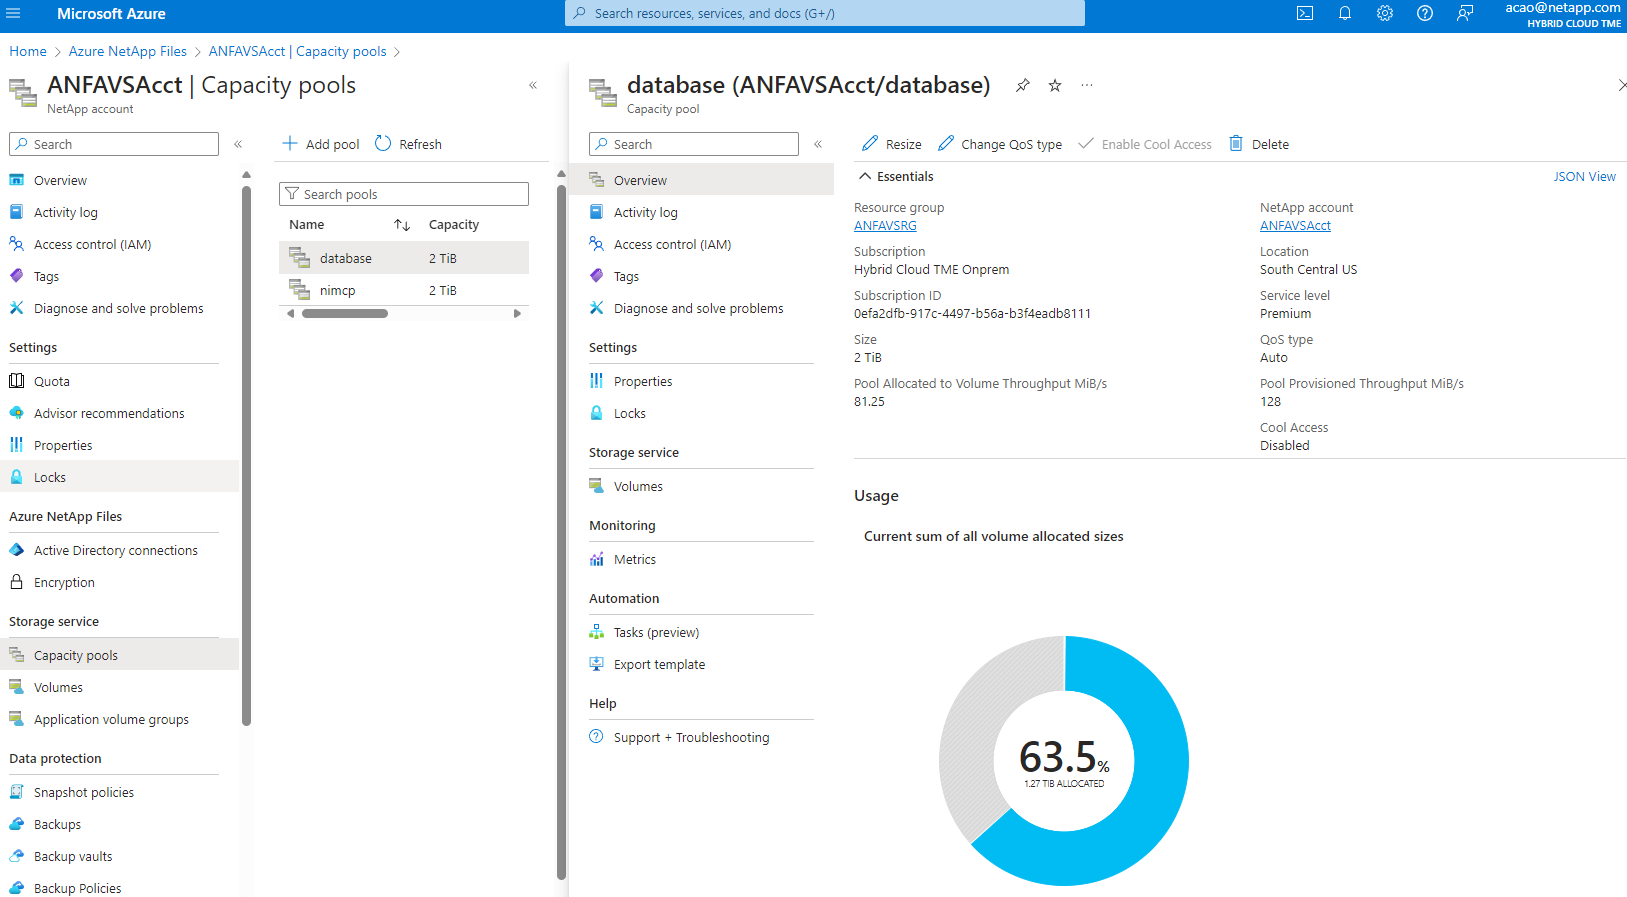 Microsoft Azure
Search resources, services, and docs (G+/)
acao@netapp.com
HYBRID CLOUD TME
Home > Azure NetApp Files > ANFAVSAcct | Capacity pools >
ANFAVSAcct | Capacity pools
NetApp account
«
Search
«
Overview
Activity log
Access control (IAM)
Tags
Diagnose and solve problems
Settings
Quota
Advisor recommendations
Properties
Locks
Azure NetApp Files
Active Directory connections
Encryption
Storage service
Capacity pools
Volumes
Application volume groups
Data protection
Snapshot policies
Backups
Backup vaults
Backup Policies
Add pool Refresh
Search pools
Name Capacity
database 2 TiB
nimcp 2 TiB
database (ANFAVSAcct/database)
Capacity pool
Search
«
Overview
Activity log
Access control (IAM)
Tags
Diagnose and solve problems
Settings
Properties
Locks
Storage service
Volumes
Monitoring
Metrics
Automation
Tasks (preview)
Export template
Help
Support + Troubleshooting
Resize Change QoS type Enable Cool Access Delete
Essentials
JSON View
Resource group
ANFAVSRG
Subscription
Hybrid Cloud TME Onprem
Subscription ID
0efa2dfb-917c-4497-b56a-b3f4eadb8111
Size
2 TiB
Pool Allocated to Volume Throughput MiB/s
81.25
NetApp account
ANFAVSAcct
Location
South Central US
Service level
Premium
QoS type
Auto
Pool Provisioned Throughput MiB/s
128
Cool Access
Disabled
Usage
Current sum of all volume allocated sizes
63.5%
1.27 TIB ALLOCATED